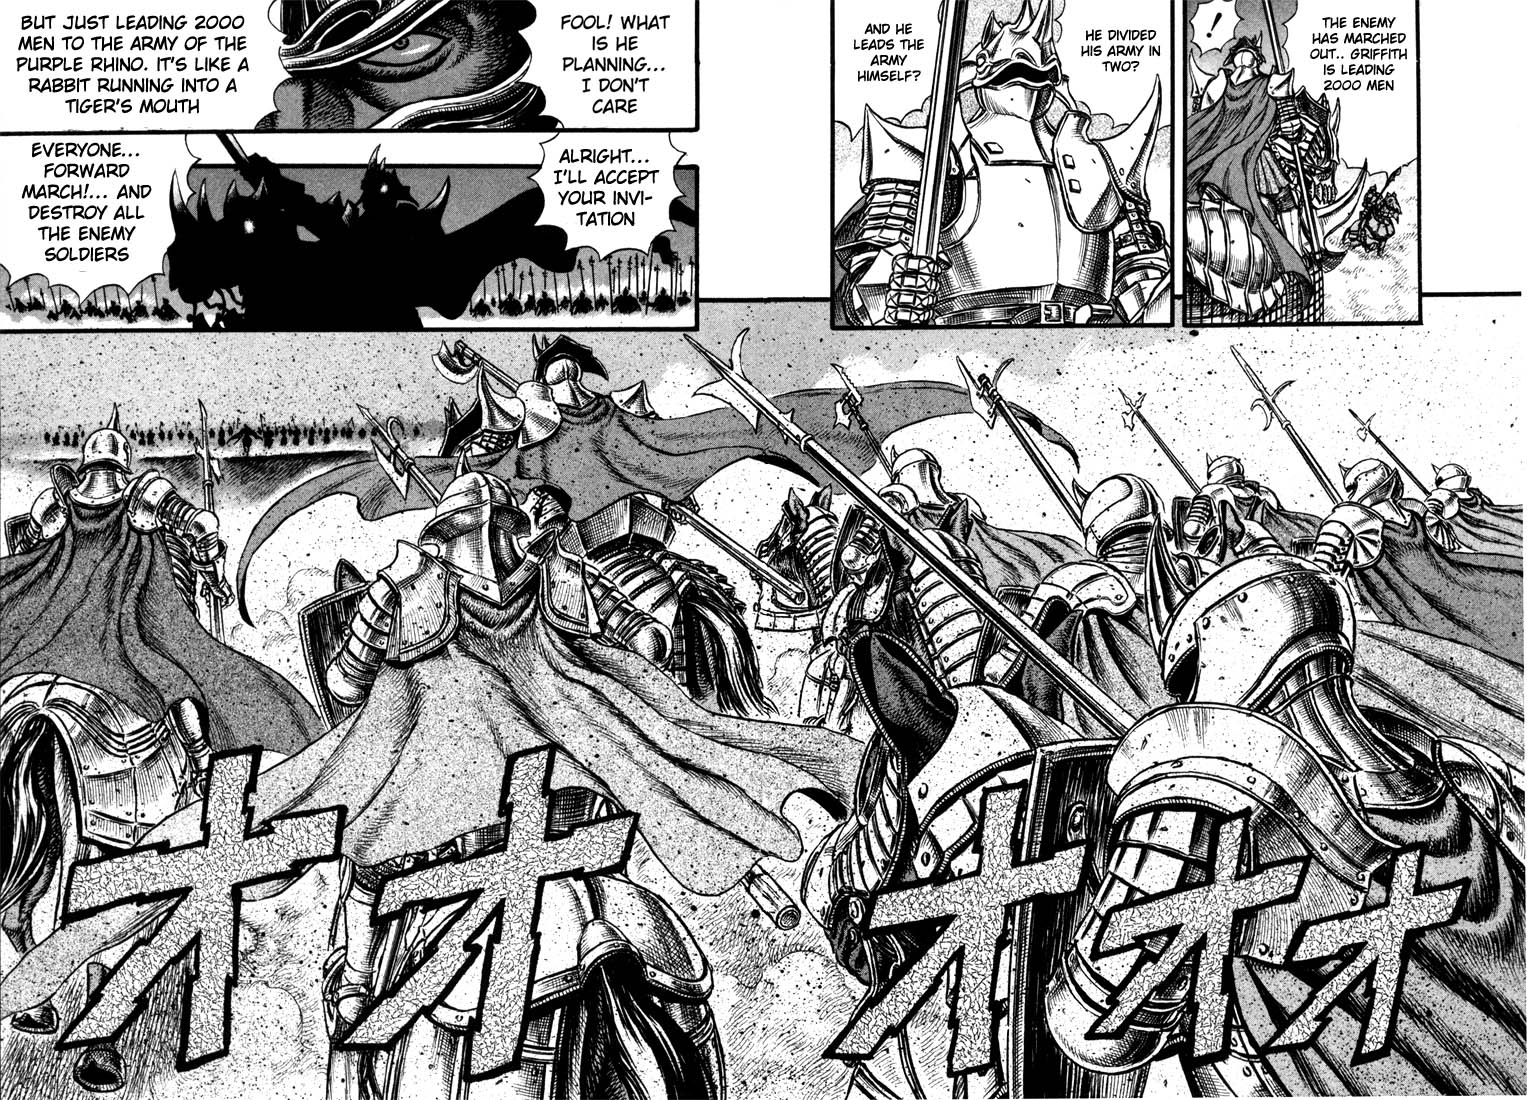 THE ENEMY
HAS MARCHED
OUT.. GRIFFITH
IS LEADING
2000 MEN
!
HE DIVIDED
HIS ARMY IN
TWO?
AND HE
LEADS THE
ARMY
HIMSELF?
FOOL! WHAT
IS HE
PLANNING...
I DON'T
CARE
BUT JUST LEADING 2000
MEN TO THE ARMY OF THE
PURPLE RHINO. IT'S LIKE A
RABBIT RUNNING INTO A
TIGER'S MOUTH
ALRIGHT...
I'LL ACCEPT
YOUR INVI-
TATION
EVERYONE...
FORWARD
MARCH!... AND
DESTROY ALL
THE ENEMY
SOLDIERS
オオオオオ